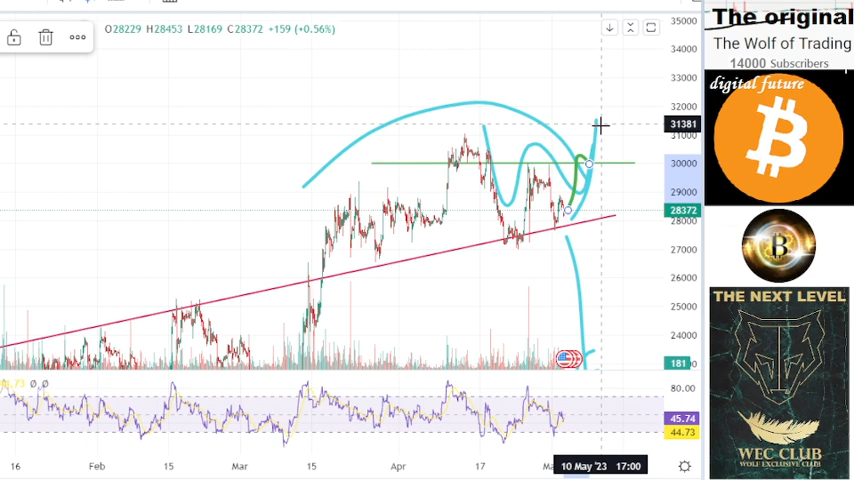 O28229 H28453 L28169 C28372 +159 (+0.56%)
35000
34000
33000
32000
31381
30000
29000
28372
28000
27000
26000
25000
24000
181
80.00
45.74
44.73
16
Feb
15
Mar
15
Apr
17
10 May '23 17:00
The original
The Wolf of Trading
14000 Subscribers
digital future
THE NEXT LEVEL
WEC CLUB
WOLF EXCLUSIVE CLUB